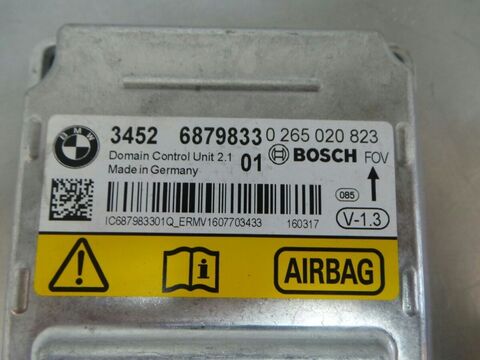 BMW
3452 6879833 0 265 020 823
Domain Control Unit 2.1 01 BOSCH FOV
Made in Germany
085
IC687983301Q_ERMV1607703433 160317 V-1.3
AIRBAG